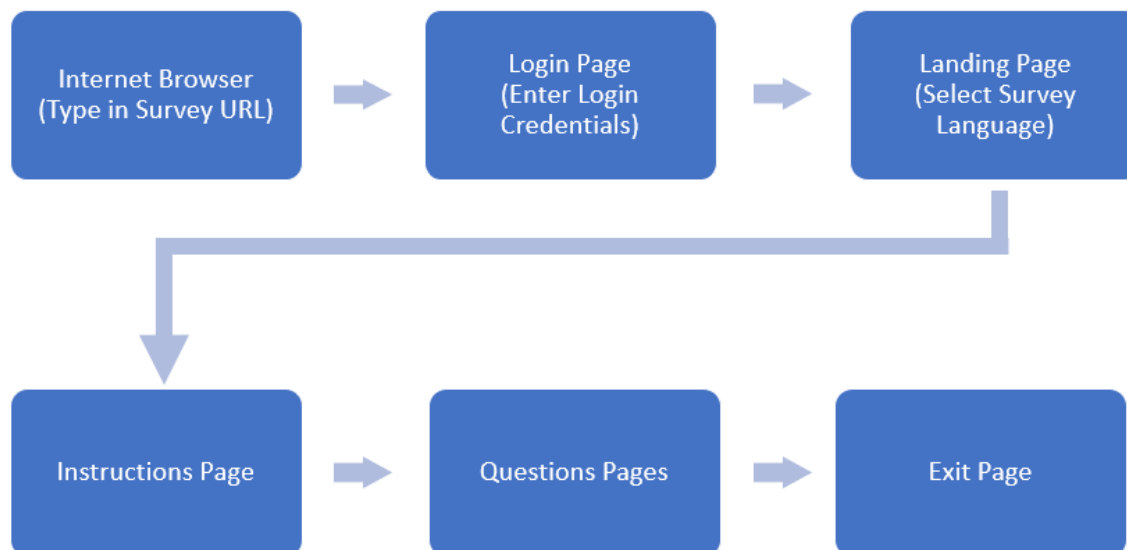 Internet Browser
(Type in Survey URL)
Login Page
(Enter Login
Credentials)
Landing Page
(Select Survey
Language)
Instructions Page
Questions Pages
Exit Page